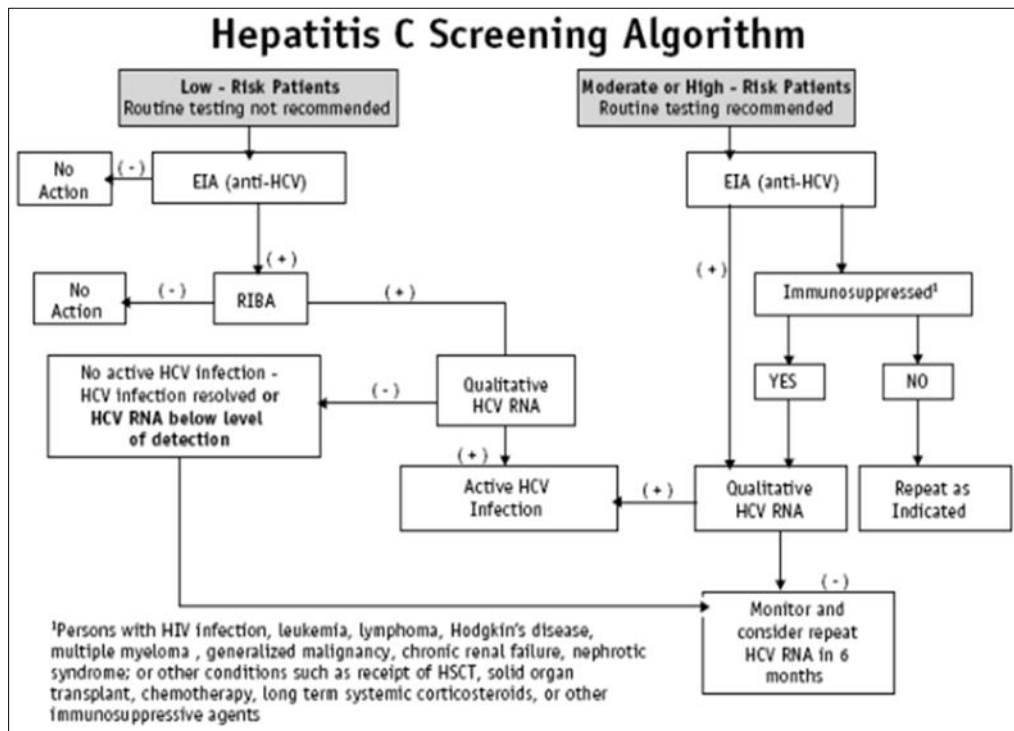 Hepatitis C Screening Algorithm
Low - Risk Patients
Routine testing not recommended
Moderate or High - Risk Patients
Routine testing recommended
No
Action
(-)
EIA (anti-HCV)
EIA (anti-HCV)
(+)
(+)
No
Action
(-)
RIBA
(+)
Immunosuppressed¹
YES
NO
No active HCV infection -
HCV infection resolved or
HCV RNA below level
of detection
(-)
Qualitative
HCV RNA
(+)
Active HCV
Infection
(+)
Qualitative
HCV RNA
Repeat as
Indicated
(-)
Monitor and
consider repeat
HCV RNA in 6
months
¹Persons with HIV infection, leukemia, lymphoma, Hodgkin's disease,
multiple myeloma , generalized malignancy, chronic renal failure, nephrotic
syndrome; or other conditions such as receipt of HSCT, solid organ
transplant, chemotherapy, long term systemic corticosteroids, or other
immunosuppressive agents